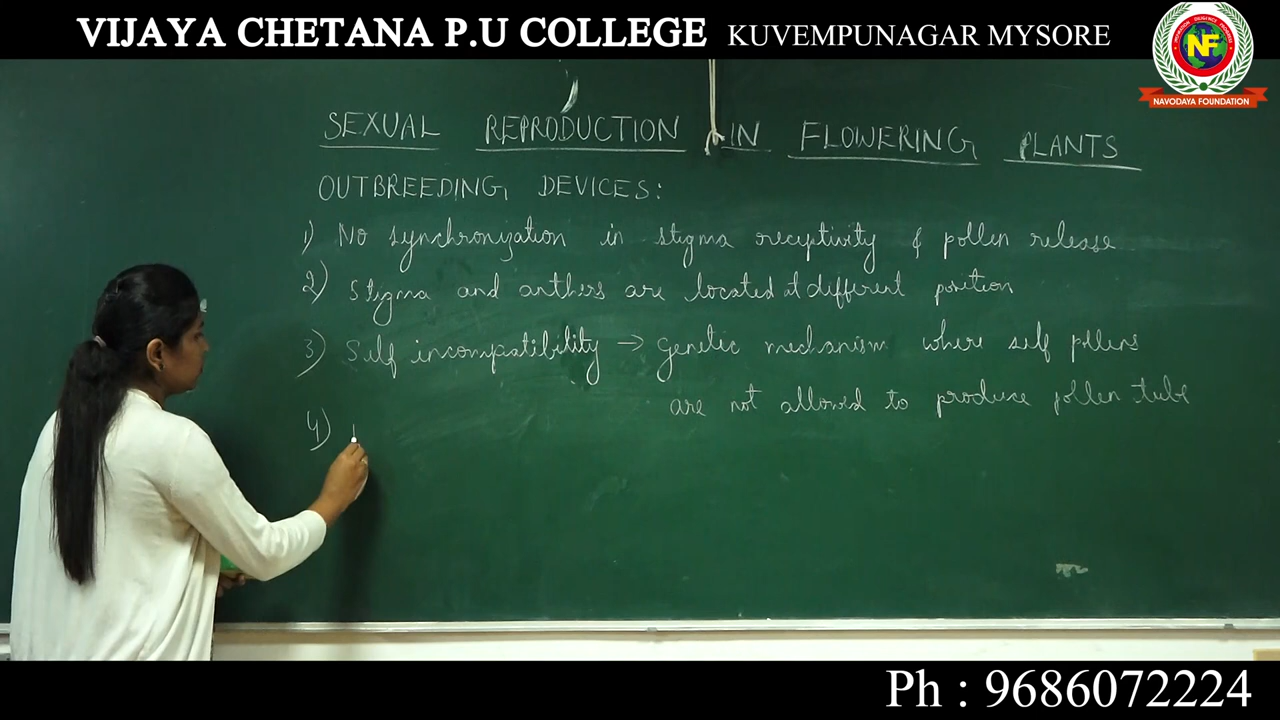 VIJAYA CHETANA P.U COLLEGE KUVEMPUNAGAR MYSORE
NF
NAVODAYA FOUNDATION
SEXUAL REPRODUCTION IN FLOWERING PLANTS
OUTBREEDING DEVICES:
1) No synchronization in stigma receptivity & pollen release
2) Stigma and anthers are located at different position
3) Self incompatibility → genetic mechanism where self pollens
are not allowed to produce pollen tube
4)
Ph : 9686072224